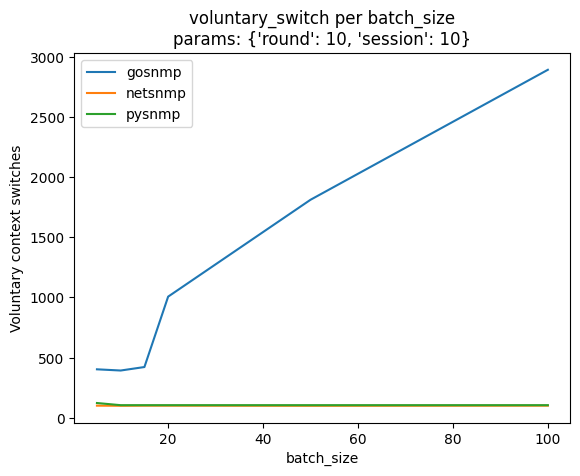 voluntary_switch per batch_size
params: {'round': 10, 'session': 10}
gosnmp
netsnmp
pysnmp
Voluntary context switches
3000
2500
2000
1500
1000
500
0
20
40
60
80
100
batch_size